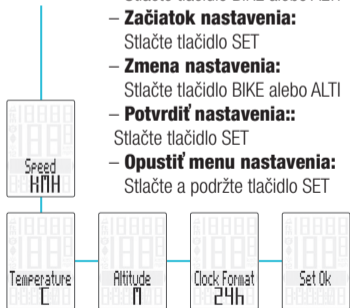 – Začiatok nastavenia:
Stlačte tlačidlo SET
– Zmena nastavenia:
Stlačte tlačidlo BIKE alebo ALTI
– Potvrdiť nastavenia::
Stlačte tlačidlo SET
– Opustiť menu nastavenia:
Stlačte a podržte tlačidlo SET
Speed
KMH
Temperature
C
Altitude
M
Clock Format
24h
Set Ok